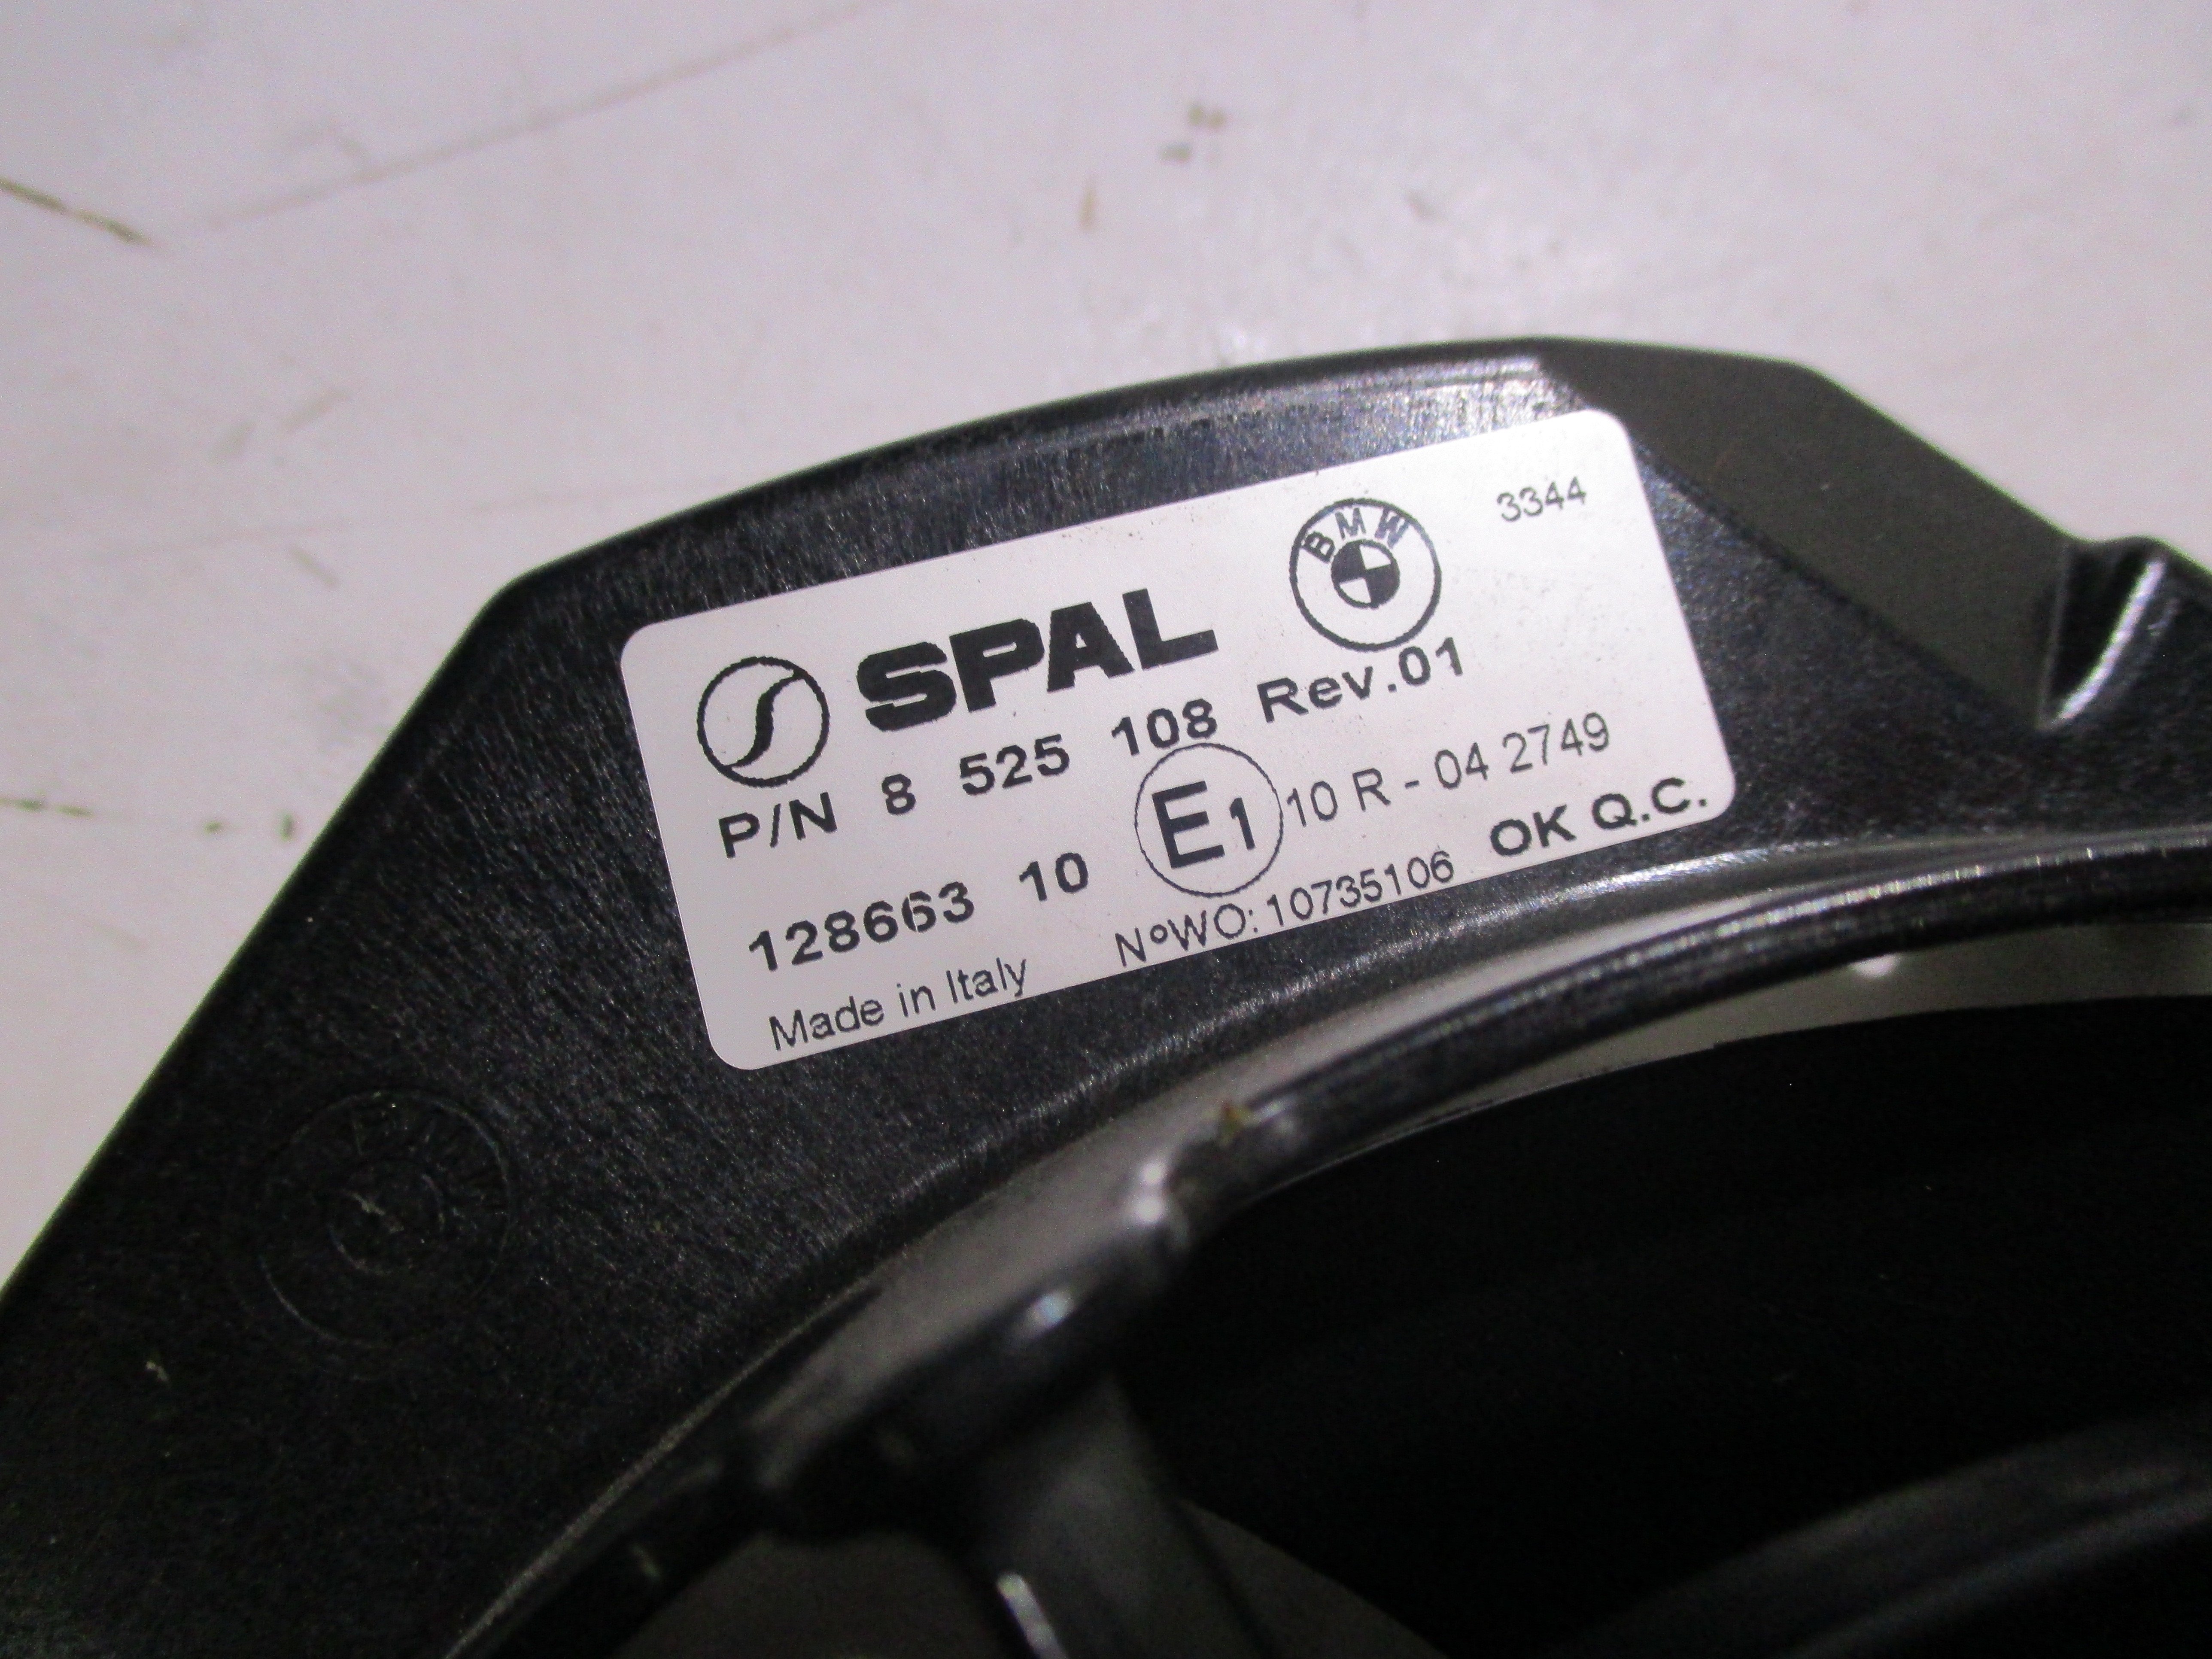 3344
BMW
SPAL
P/N 8 525 108 Rev.01
128663 10 E1 10 R - 04 2749
Made in Italy N°WO: 10735106 OK Q.C.